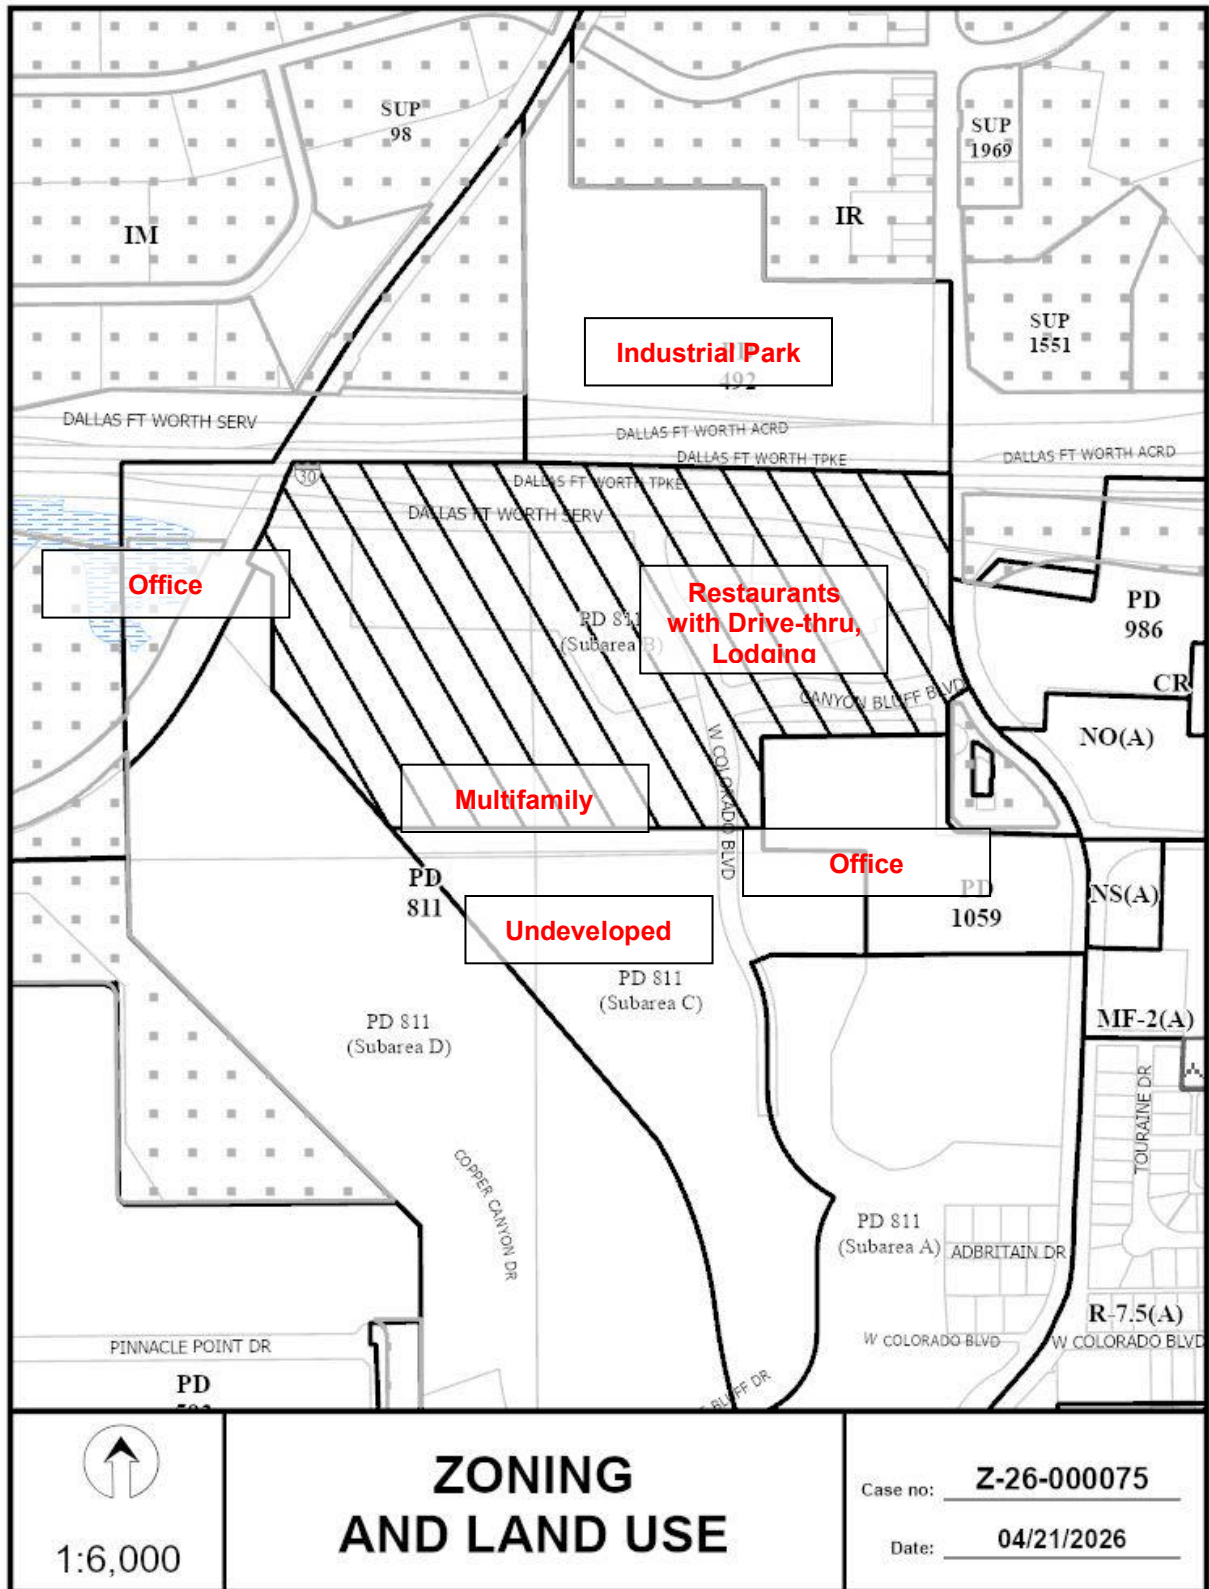 SUP
98
SUP
1969
IM
IR
SUP
1551
Industrial Park
492
DALLAS FT WORTH SERV
DALLAS FT WORTH ACRD
DALLAS FT WORTH ACRD
DALLAS FT WORTH TPKE
30
DALLAS FT WORTH TPKE
DALLAS FT WORTH SERV
Office
Restaurants
with Drive-thru,
Lodging
PD 811
(Subarea B)
PD
986
CR
CANYON BLUFF BLVD
NO(A)
W COLORADO BLVD
Multifamily
Office
PD
811
PD
1059
NS(A)
Undeveloped
PD 811
(Subarea C)
PD 811
(Subarea D)
MF-2(A)
TOURAINE DR
COPPER CANYON DR
PD 811
(Subarea A)
ADBRITAIN DR
R-7.5(A)
PINNACLE POINT DR
W COLORADO BLVD
W COLORADO BLVD
PD
BLUFF DR
1:6,000
ZONING
AND LAND USE
Case no: Z-26-000075
Date: 04/21/2026